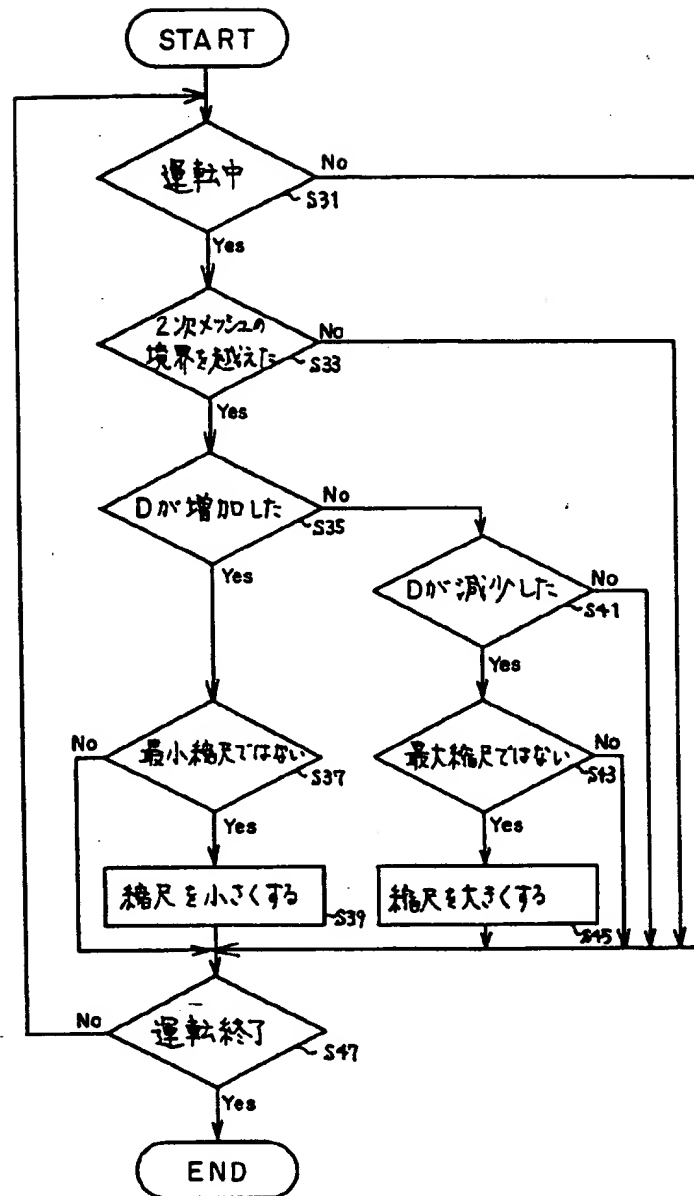 START
運転中
No
S31
Yes
2次メッシュの
境界を越えた
No
S33
Yes
Dが増加した
No
S35
Yes
Dが減少した
No
S41
Yes
最小縮尺ではない
No
S37
Yes
最大縮尺ではない
No
S43
Yes
縮尺を小さくする
S39
縮尺を大きくする
S45
運転終了
No
S47
Yes
END